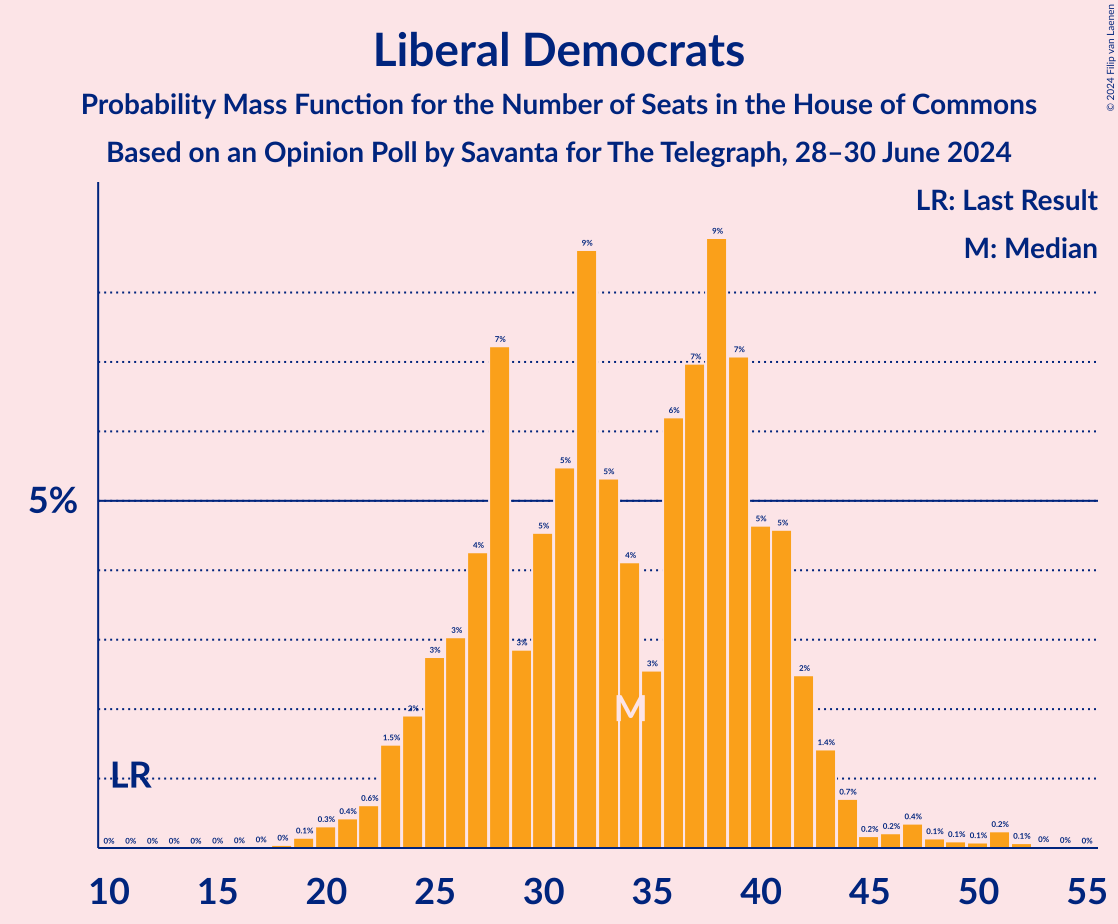 © 2024 Filip van Laenen
Liberal Democrats
Probability Mass Function for the Number of Seats in the House of Commons
Based on an Opinion Poll by Savanta for The Telegraph, 28–30 June 2024
LR: Last Result
M: Median
5%
LR
M
0% 0% 0% 0% 0% 0% 0% 0% 0% 0.1% 0.3% 0.4% 0.6% 1.5% 2% 3% 3% 4% 7% 3% 5% 5% 9% 5% 4% 3% 6% 7% 9% 7% 5% 5% 2% 1.4% 0.7% 0.2% 0.2% 0.4% 0.1% 0.1% 0.1% 0.2% 0.1% 0% 0% 0%
10 15 20 25 30 35 40 45 50 55